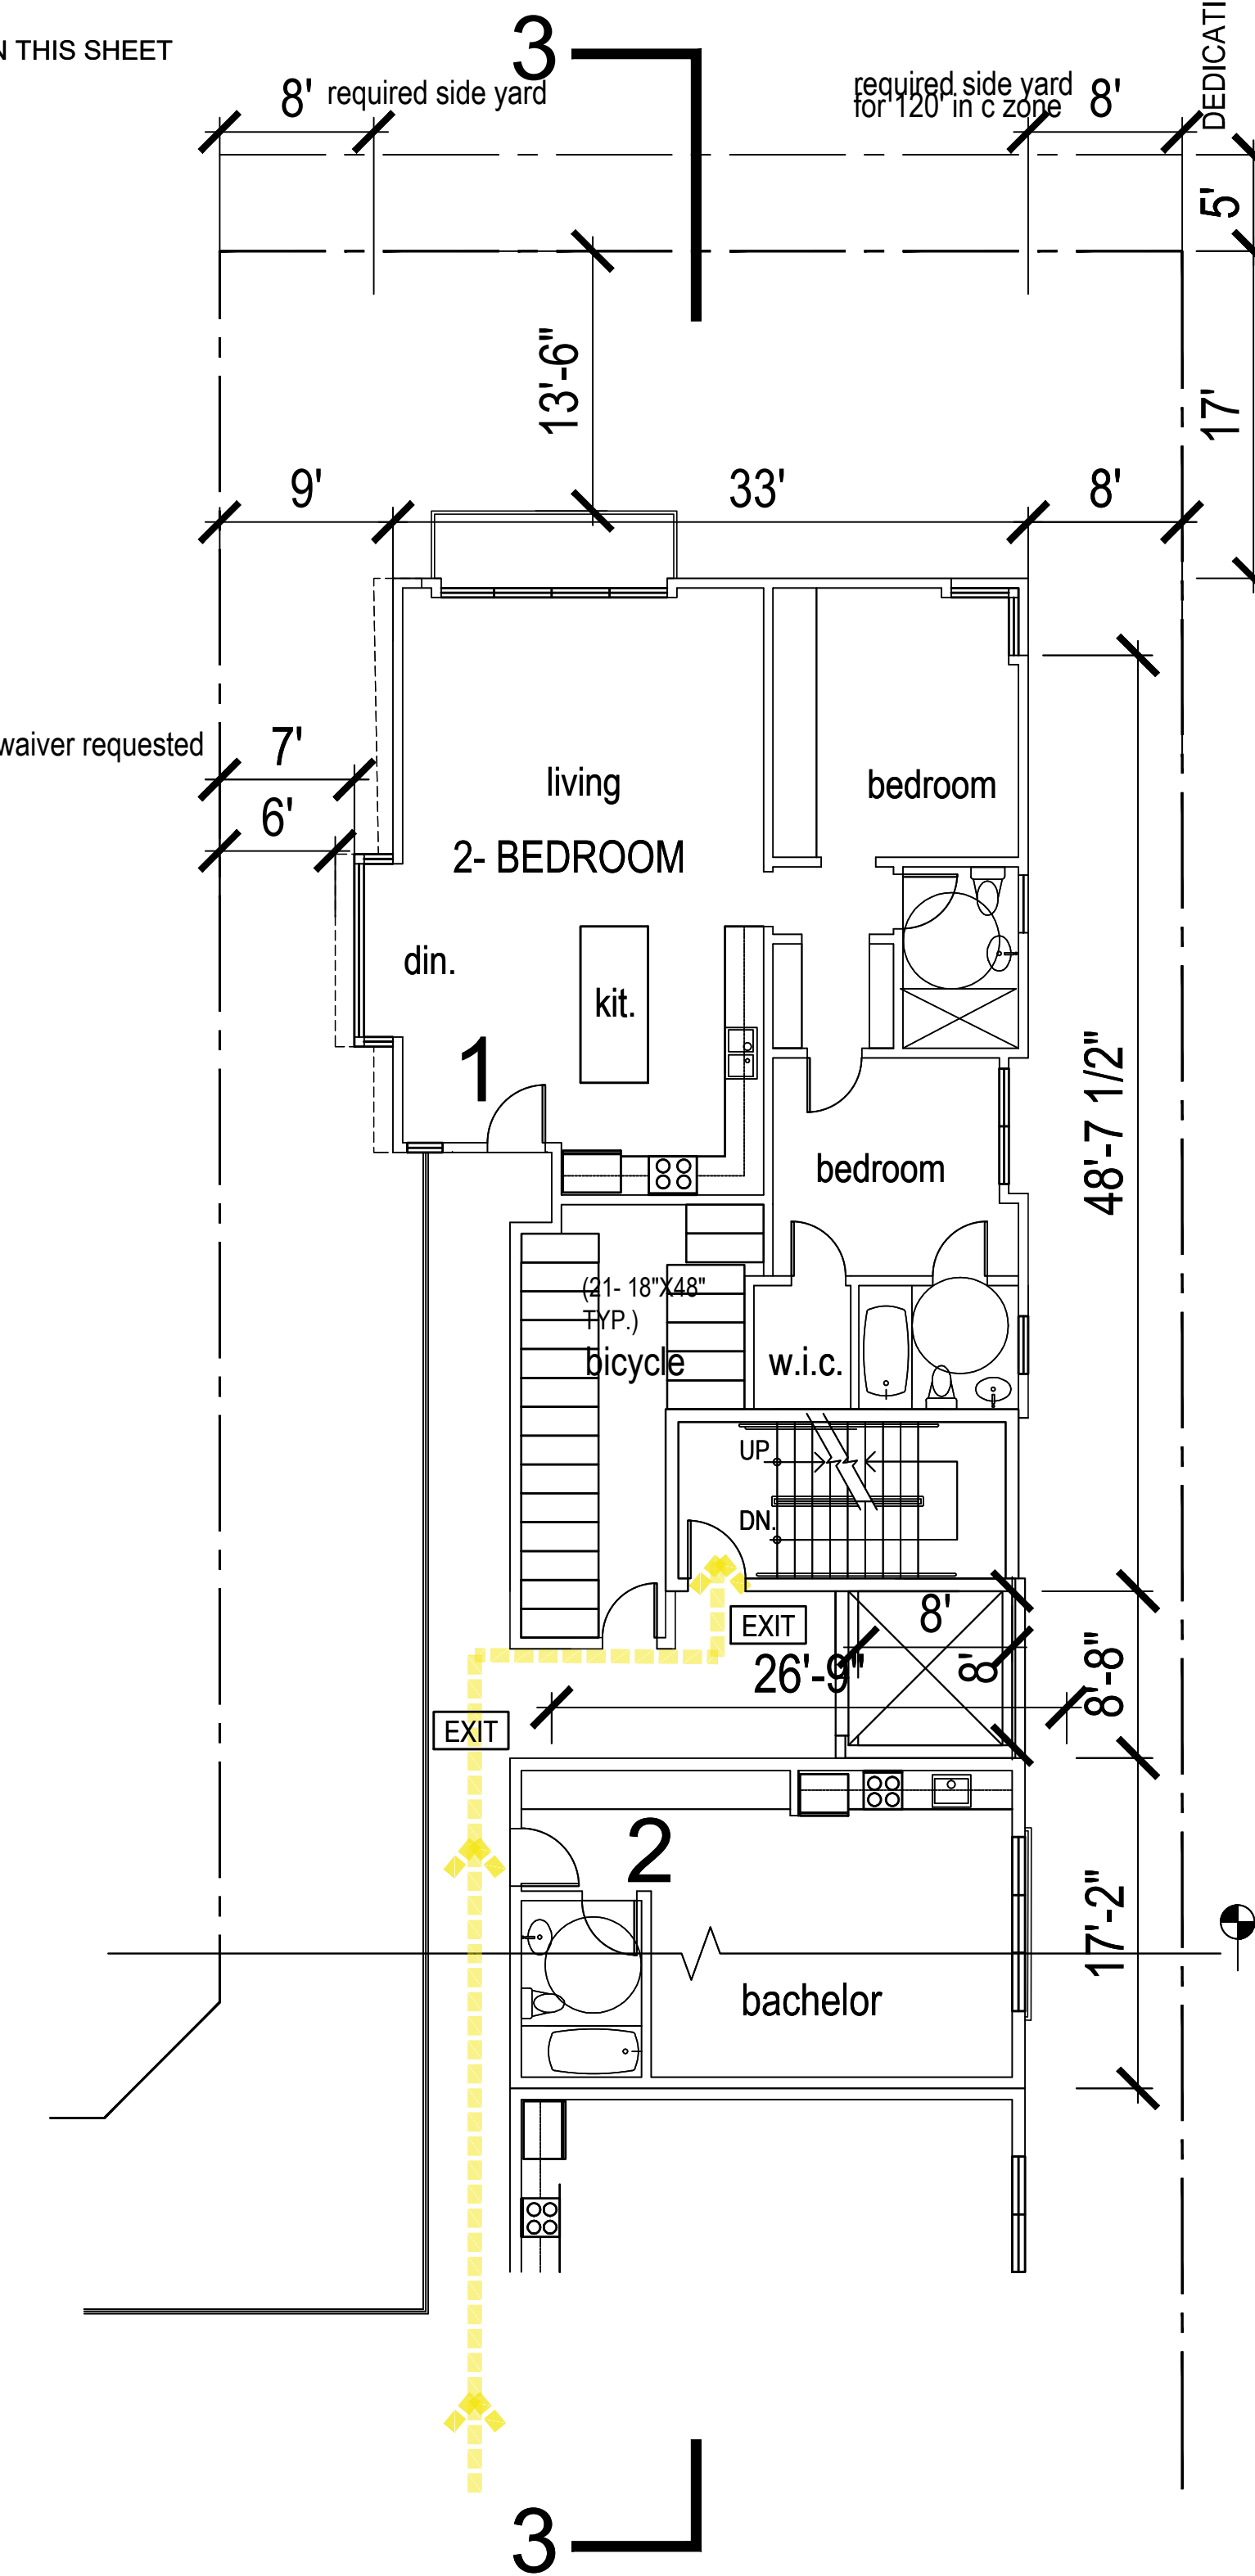 N THIS SHEET
3
DEDICATI
8' required side yard
required side yard
for 120' in c zone
8'
5'
13'-6"
17'
9'
33'
8'
waiver requested
7'
6'
living
bedroom
2- BEDROOM
din.
kit.
1
48'-7 1/2"
bedroom
(21- 18"X48"
TYP.)
bicycle
w.i.c.
UP
DN.
EXIT
8'
8'
26'-9"
8'-8"
EXIT
2
17'-2"
bachelor
3